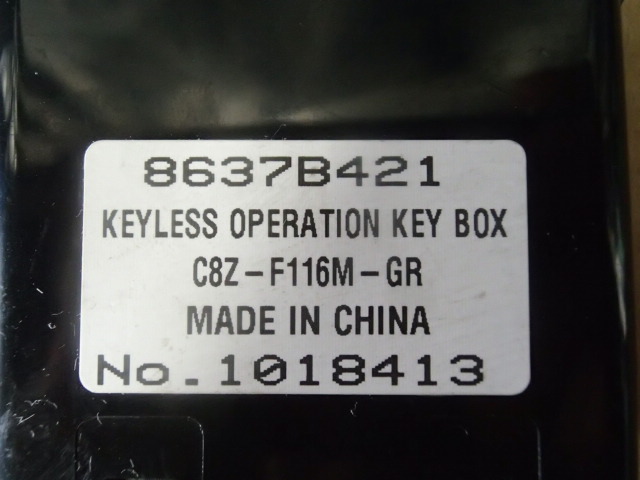 8637B421
KEYLESS OPERATION KEY BOX
C8Z-F116M-GR
MADE IN CHINA
No.1018413